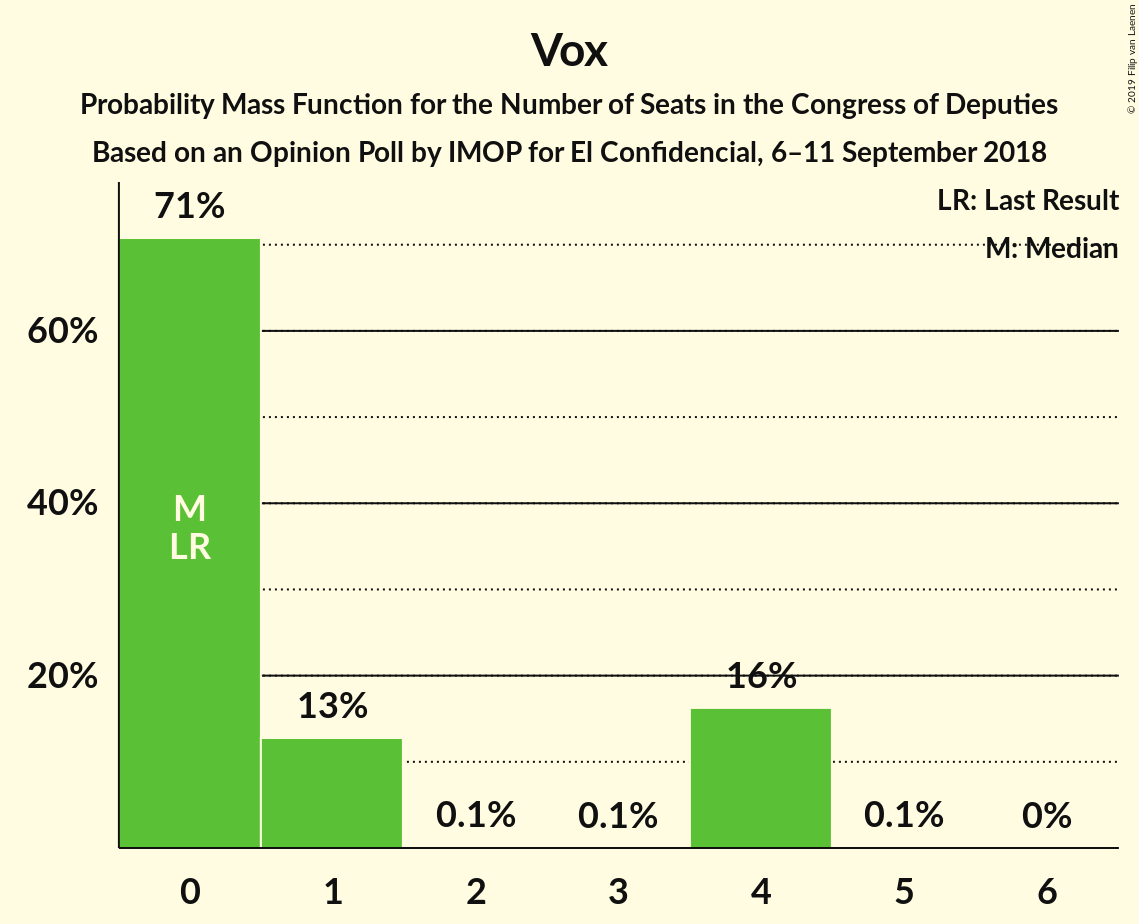 Vox
Probability Mass Function for the Number of Seats in the Congress of Deputies
Based on an Opinion Poll by IMOP for El Confidencial, 6–11 September 2018
© 2019 Filip van Laenen
LR: Last Result
M: Median
71%
60%
40%
20%
M
LR
13%
0.1%
0.1%
16%
0.1%
0%
0
1
2
3
4
5
6